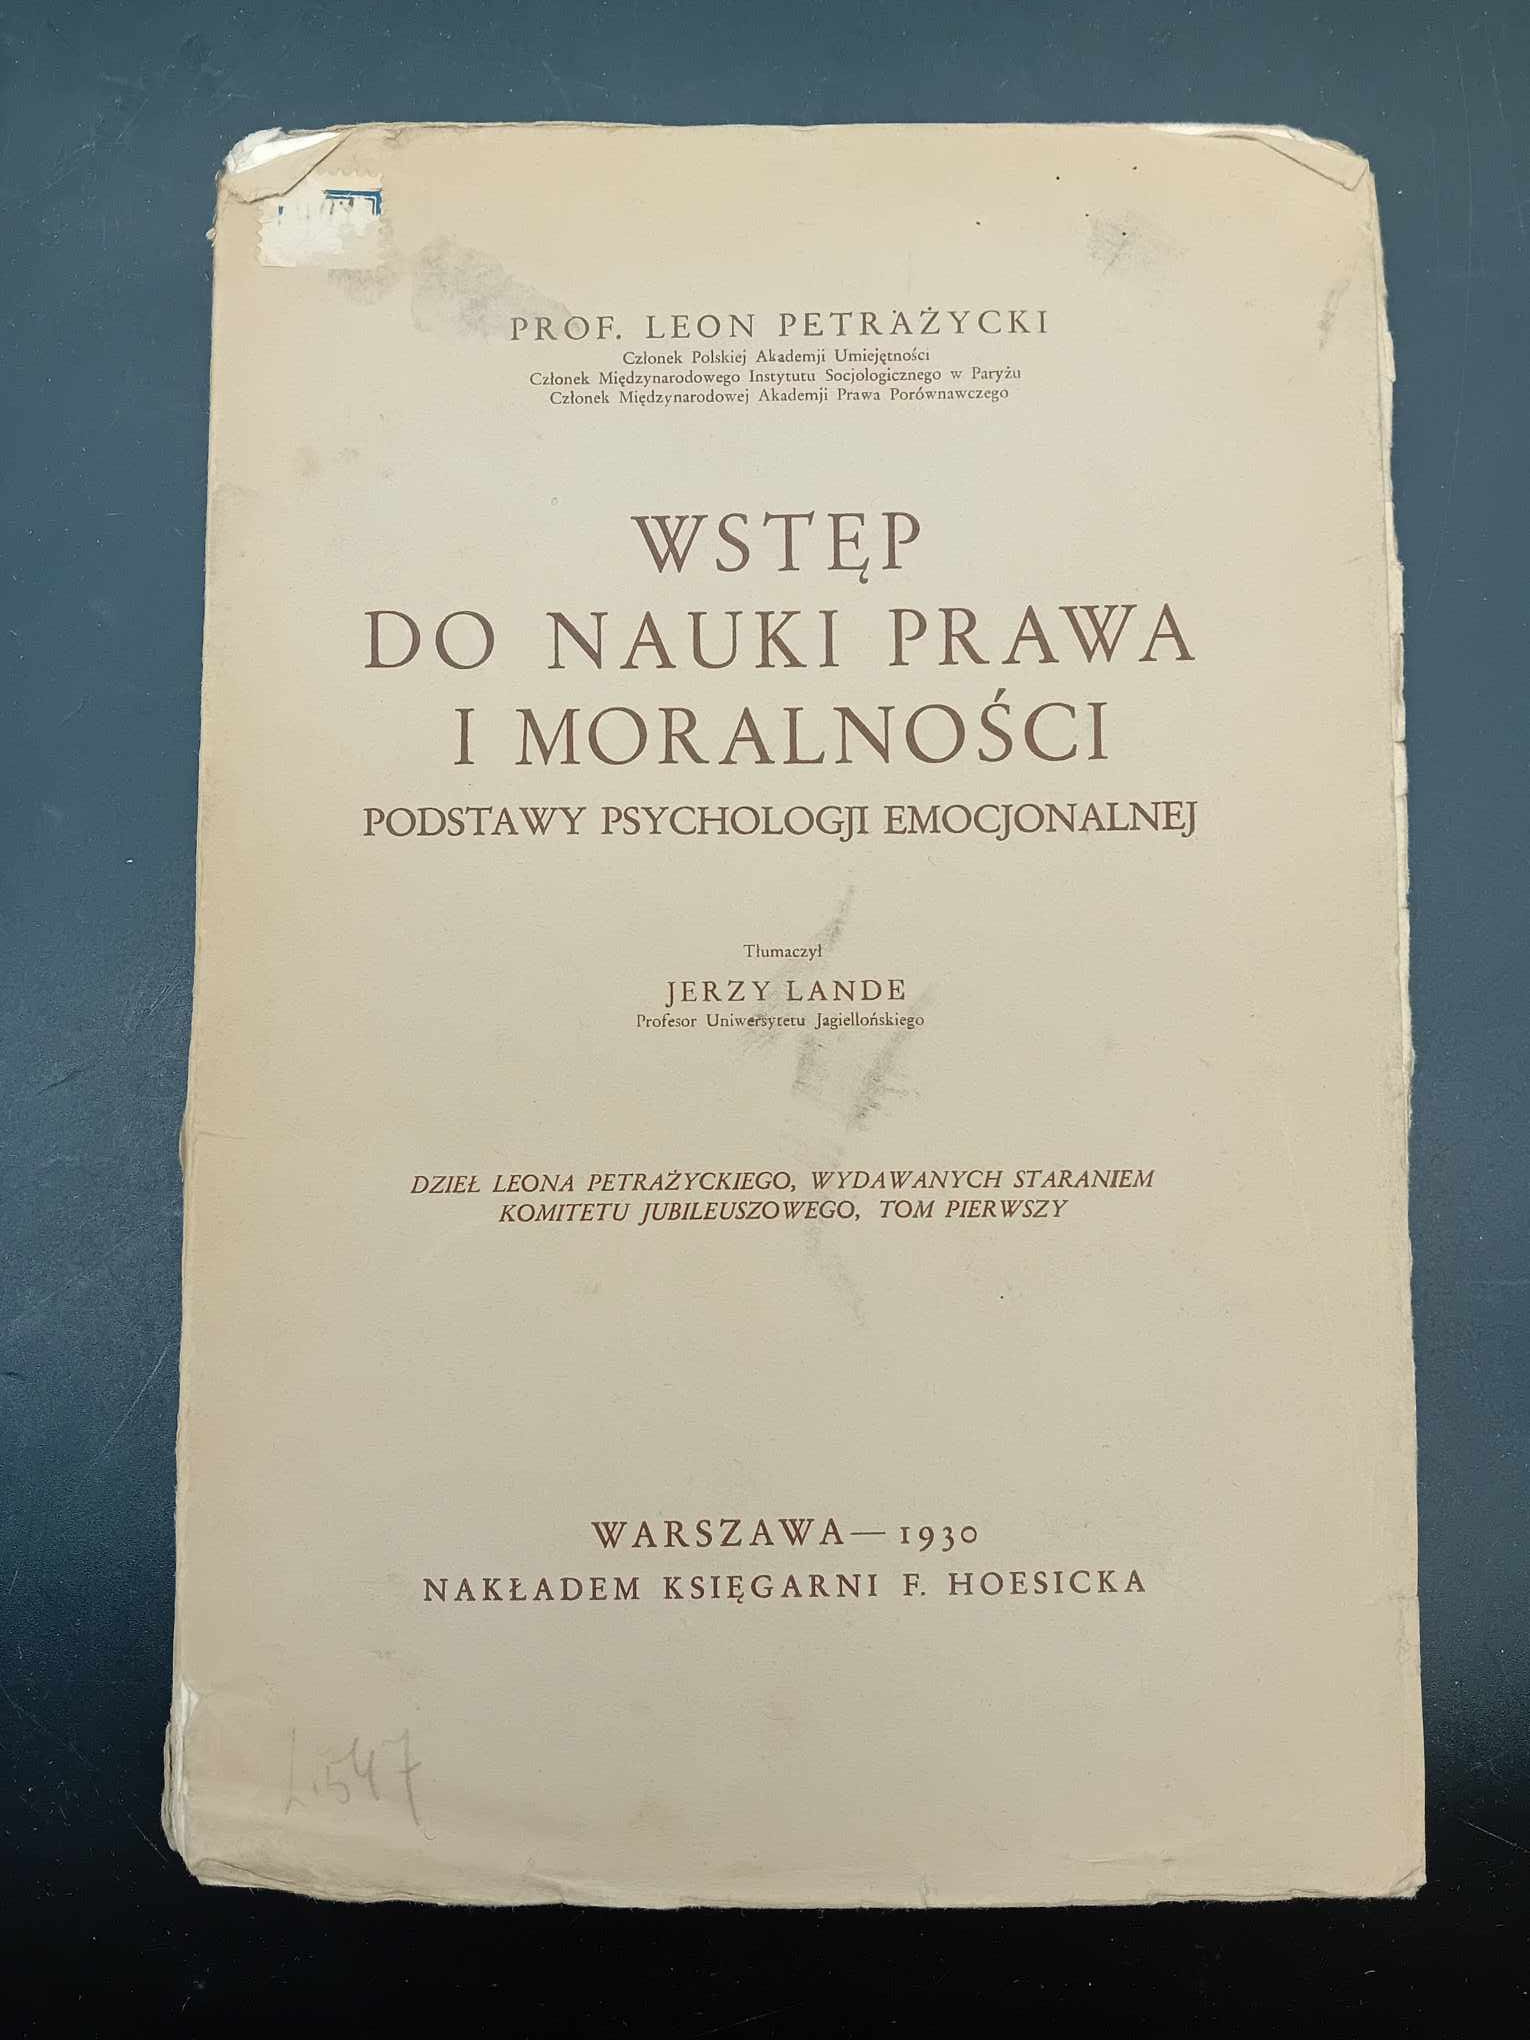 PROF. LEON PETRAŻYCKI
Członek Polskiej Akademji Umiejętności
Członek Międzynarodowego Instytutu Socjologicznego w Paryżu
Członek Międzynarodowej Akademji Prawa Porównawczego
WSTĘP
DO NAUKI PRAWA
I MORALNOŚCI
PODSTAWY PSYCHOLOGJI EMOCJONALNEJ
Tłumaczył
JERZY LANDE
Profesor Uniwersytetu Jagiellońskiego
DZIEŁ LEONA PETRAŻYCKIEGO, WYDAWANYCH STARANIEM
KOMITETU JUBILEUSZOWEGO, TOM PIERWSZY
WARSZAWA — 1930
NAKŁADEM KSIĘGARNI F. HOESICKA
L.547